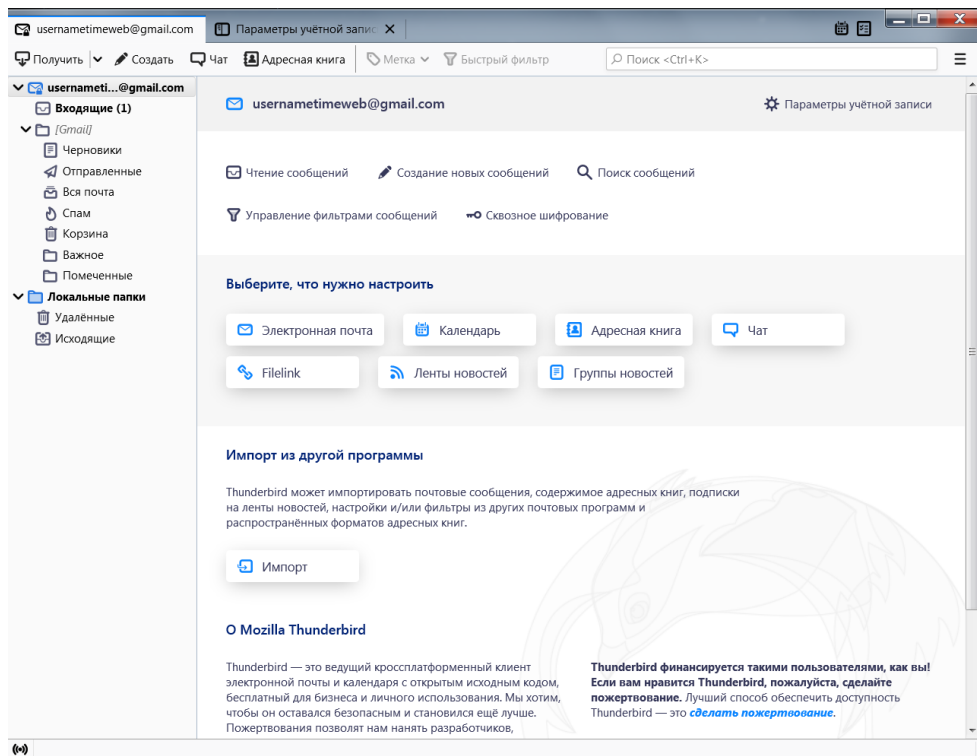 usernametimeweb@gmail.com
Параметры учётной запис
Получить
Создать
Чат
Адресная книга
Метка
Быстрый фильтр
Поиск <Ctrl+K>
usernameti...@gmail.com
Входящие (1)
[Gmail]
Черновики
Отправленные
Вся почта
Спам
Корзина
Важное
Помеченные
Локальные папки
Удалённые
Исходящие
usernametimeweb@gmail.com
Параметры учётной записи
Чтение сообщений
Создание новых сообщений
Поиск сообщений
Управление фильтрами сообщений
Сквозное шифрование
Выберите, что нужно настроить
Электронная почта
Календарь
Адресная книга
Чат
Filelink
Ленты новостей
Группы новостей
Импорт из другой программы
Thunderbird может импортировать почтовые сообщения, содержимое адресных книг, подписки
на ленты новостей, настройки и/или фильтры из других почтовых программ и
распространённых форматов адресных книг.
Импорт
О Mozilla Thunderbird
Thunderbird — это ведущий кроссплатформенный клиент
электронной почты и календаря с открытым исходным кодом,
бесплатный для бизнеса и личного использования. Мы хотим,
чтобы он оставался безопасным и становился ещё лучше.
Пожертвования позволят нам нанять разработчиков,
Thunderbird финансируется такими пользователями, как вы!
Если вам нравится Thunderbird, пожалуйста, сделайте
пожертвование. Лучший способ обеспечить доступность
Thunderbird — это сделать пожертвование.